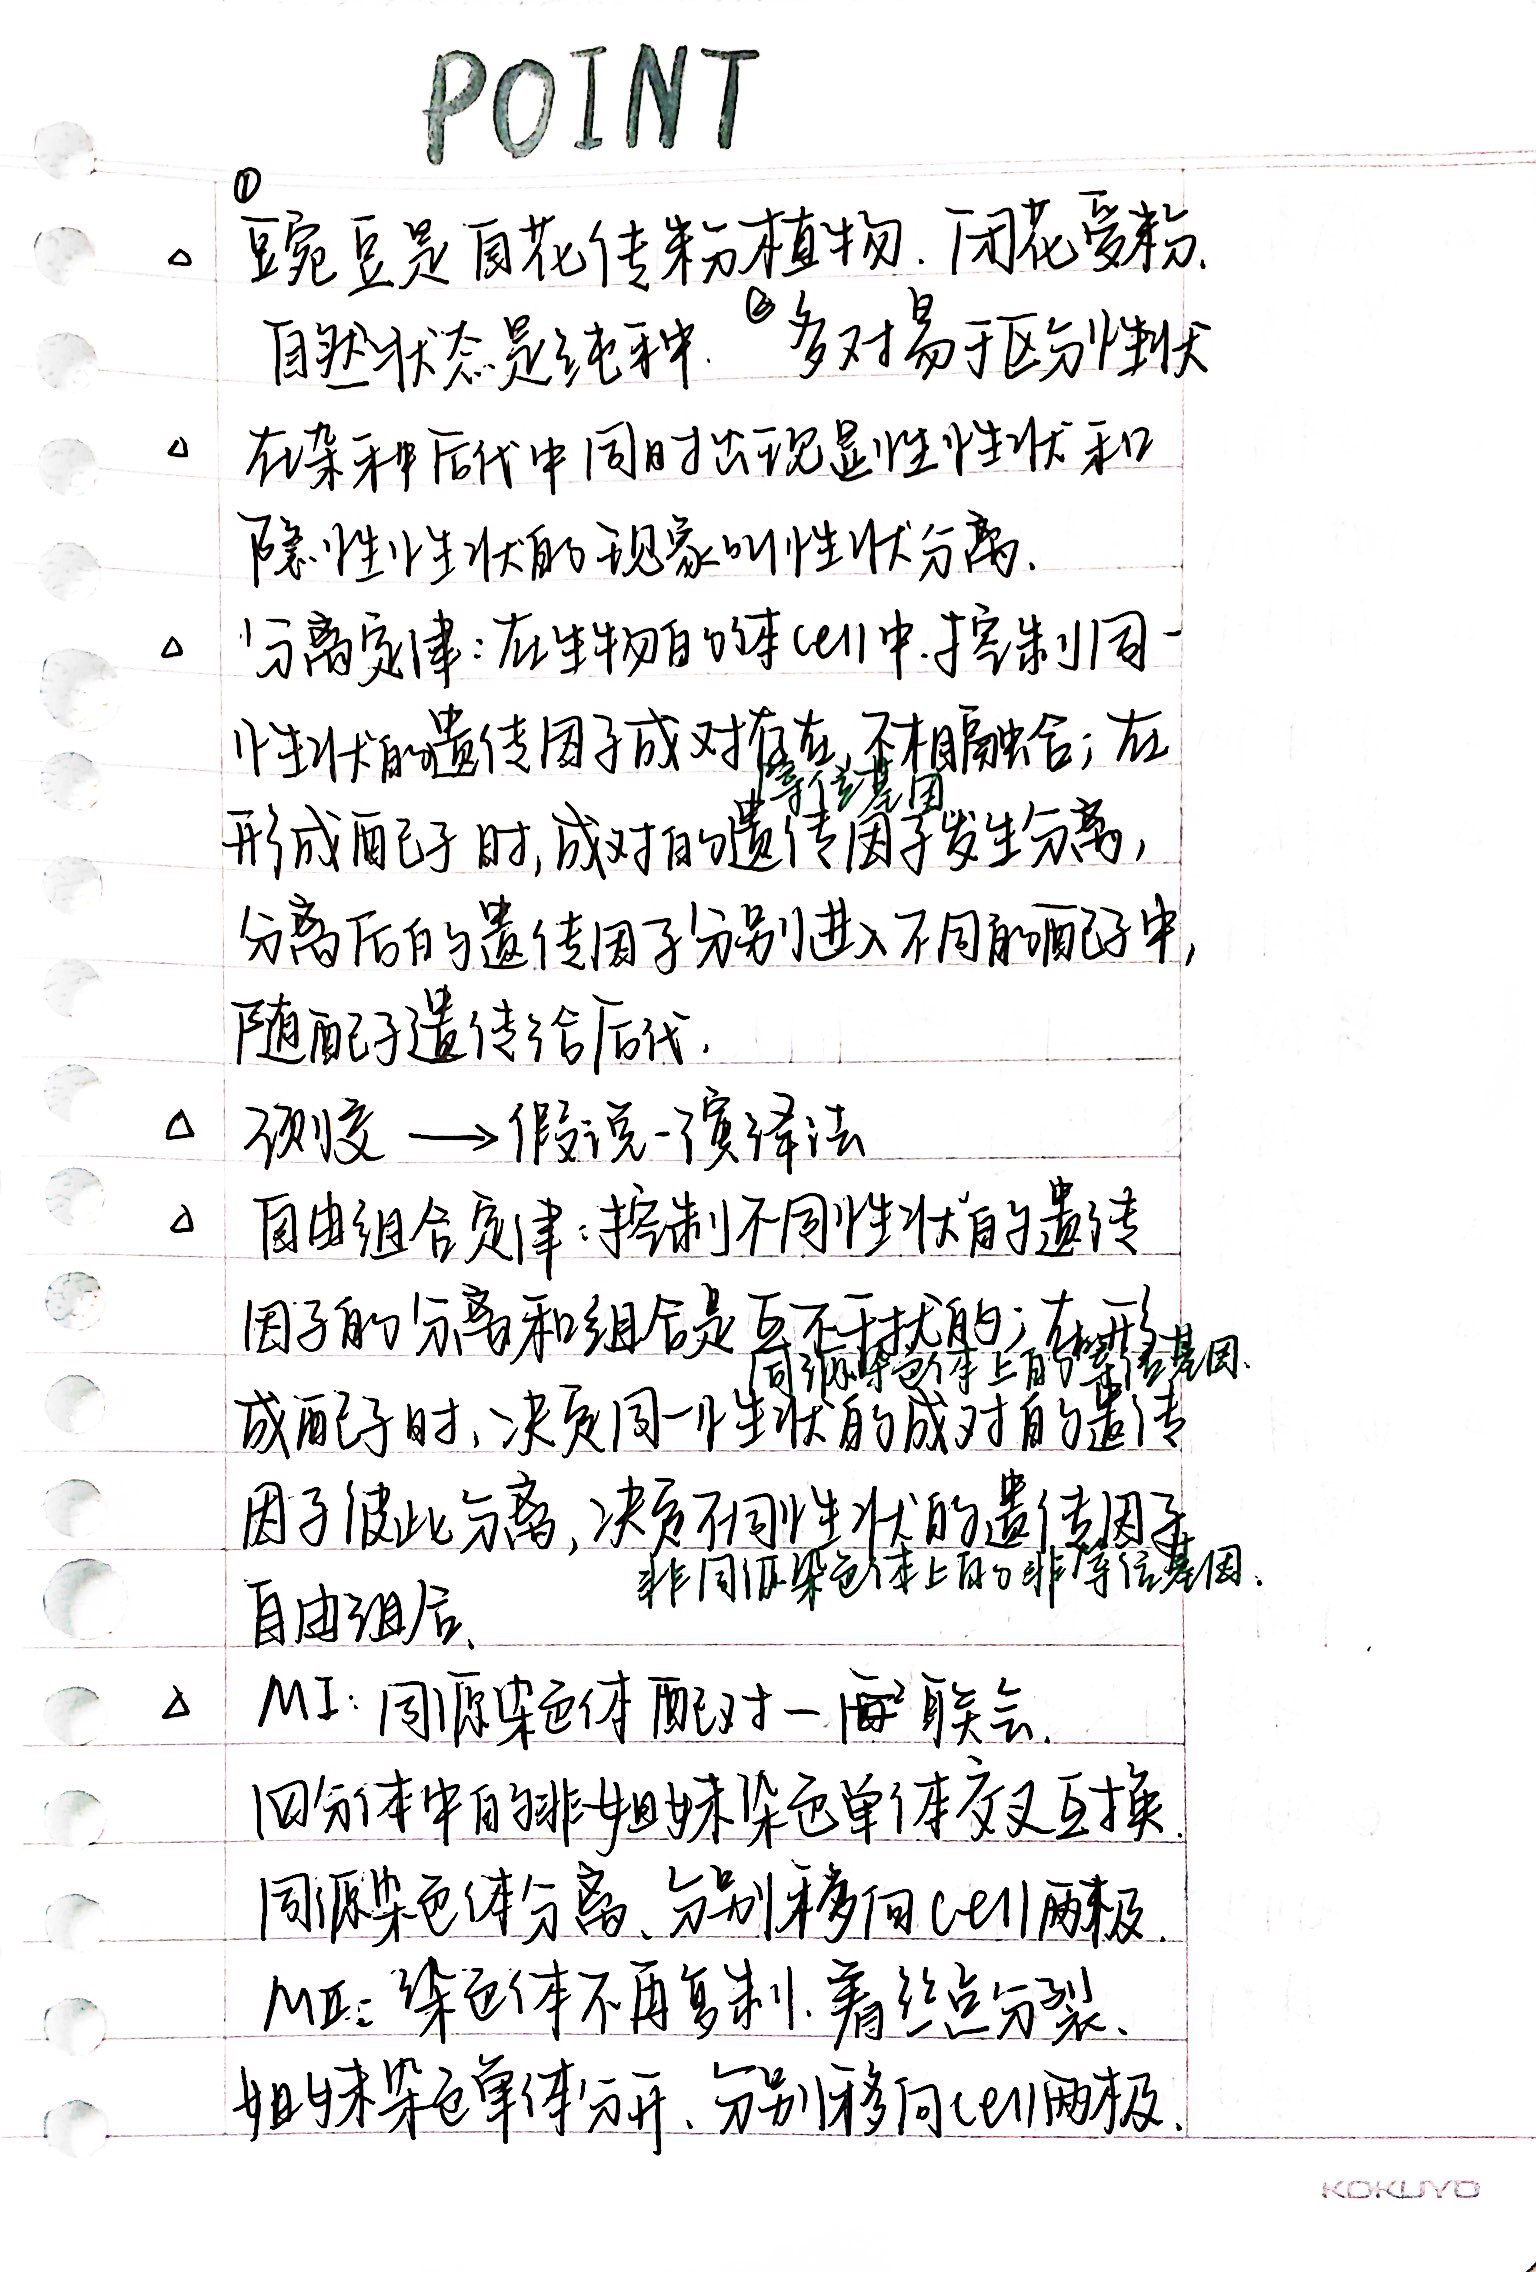 POINT
①
△ 豌豆是自花传粉植物.闭花受粉.
自然状态是纯种. ②多对易于区分性状
△ 在杂种后代中同时出现显性性状和
隐性性状的现象叫性状分离.
△ 分离定律:在生物的体cell中.控制同一
性状的遗传因子成对存在,不相融合;在
等位基因
形成配子时,成对的遗传因子发生分离,
分离后的遗传因子分别进入不同的配子中,
随配子遗传给后代.
△ 测交 → 假说-演绎法
△ 自由组合定律:控制不同性状的遗传
因子的分离和组合是互不干扰的;在形
同源染色体上的等位基因.
成配子时、决定同一性状的成对的遗传
因子彼此分离,决定不同性状的遗传因子
非同源染色体上的非等位基因.
自由组合、
△ MI:同源染色体配对一 联会.
四分体中的非姐妹染色单体交叉互换.
同源染色体分离、分别移向cell两极.
MⅡ:染色体不再复制.着丝点分裂、
姐妹染色单体分开、分别移向cell两极.
KOKUYO